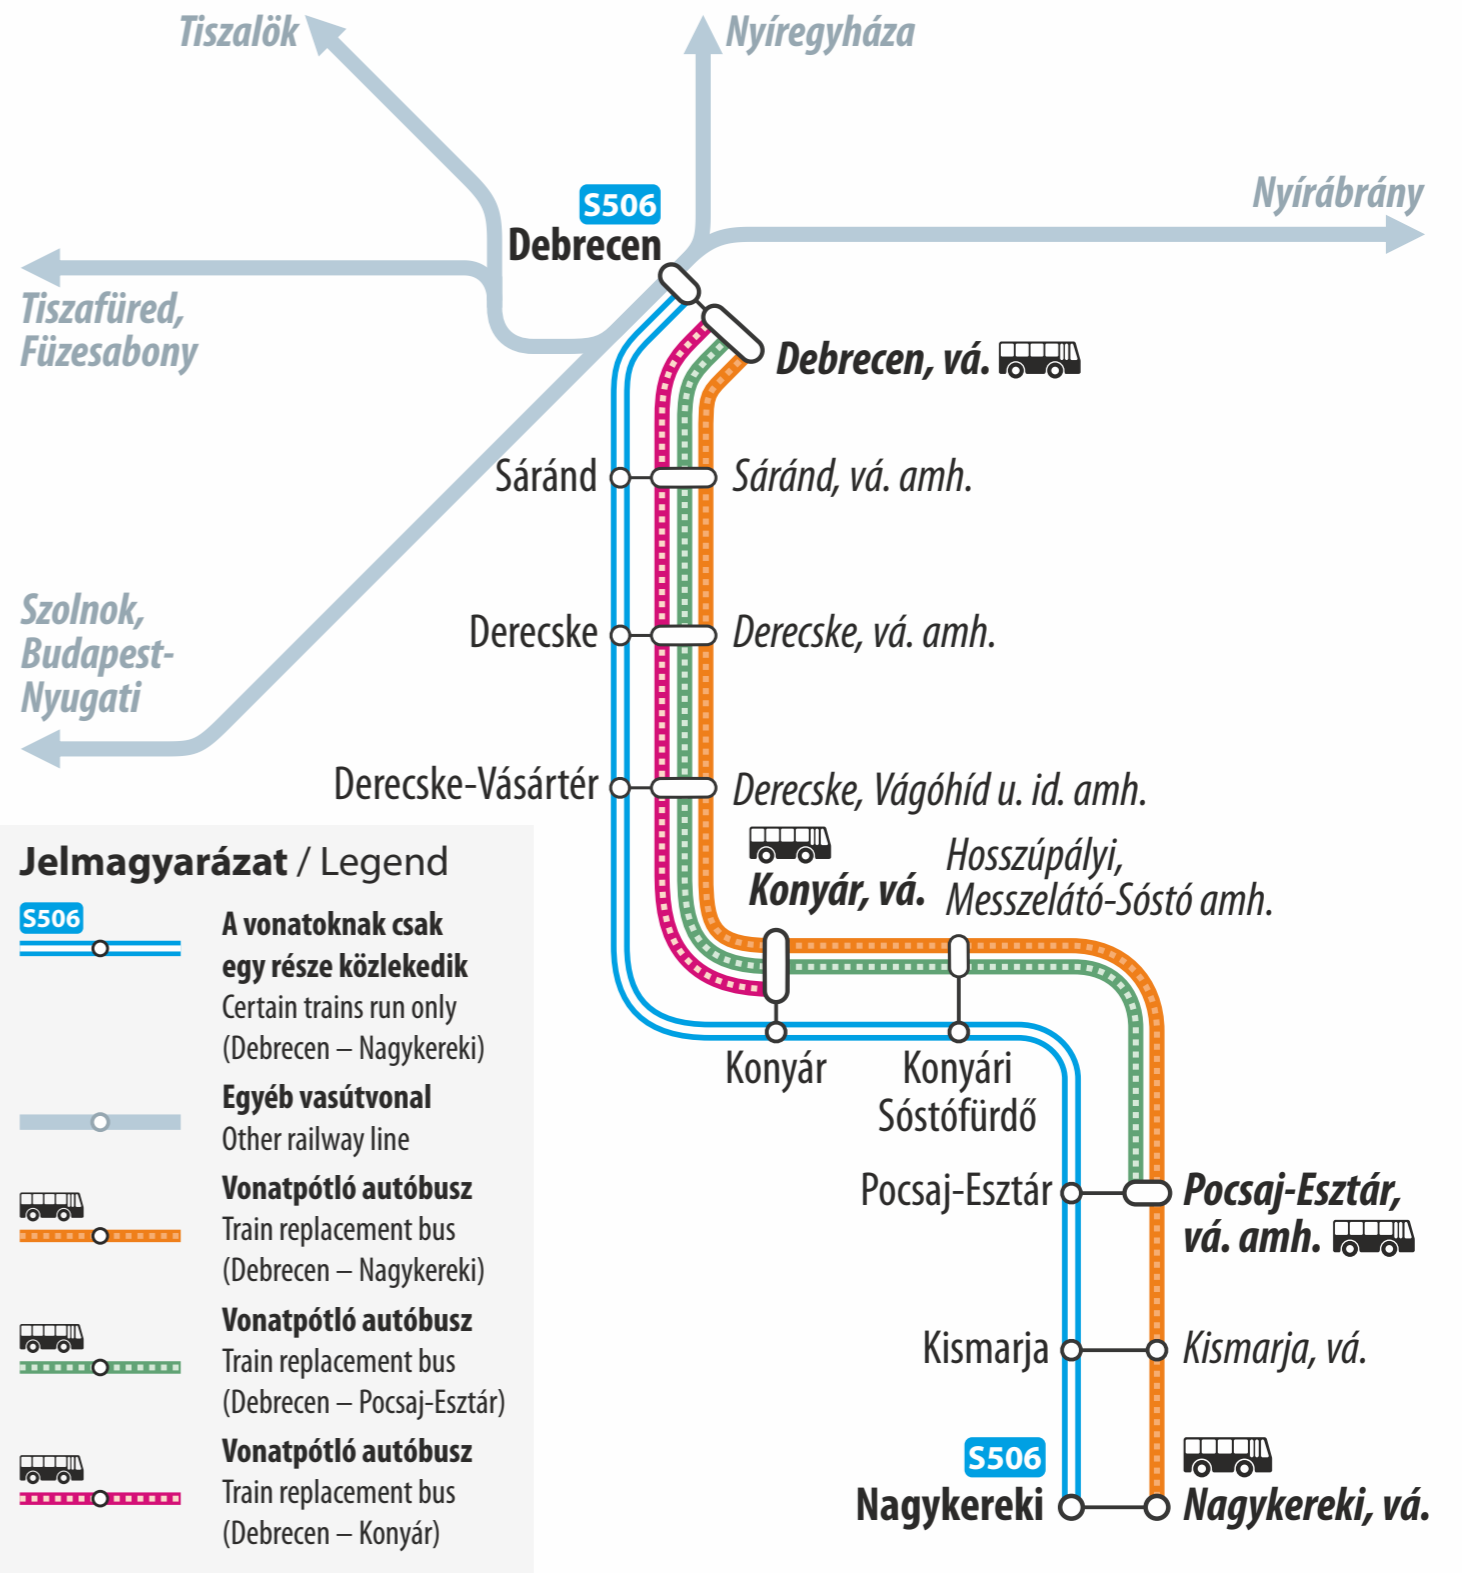 Tiszalök
Nyíregyháza
Nyírábrány
S506
Debrecen
Tiszafüred,
Füzesabony
Debrecen, vá.
Sáránd
Sáránd, vá. amh.
Szolnok,
Budapest-
Nyugati
Derecske
Derecske, vá. amh.
Derecske-Vásártér
Derecske, Vágóhíd u. id. amh.
Konyár, vá.
Hosszúpályi,
Messzelátó-Sóstó amh.
Konyár
Konyári
Sóstófürdő
Pocsaj-Esztár
Pocsaj-Esztár,
vá. amh.
Kismarja
Kismarja, vá.
S506
Nagykereki
Nagykereki, vá.
Jelmagyarázat / Legend
S506
A vonatoknak csak
egy része közlekedik
Certain trains run only
(Debrecen – Nagykereki)
Egyéb vasútvonal
Other railway line
Vonatpótló autóbusz
Train replacement bus
(Debrecen – Nagykereki)
Vonatpótló autóbusz
Train replacement bus
(Debrecen – Pocsaj-Esztár)
Vonatpótló autóbusz
Train replacement bus
(Debrecen – Konyár)